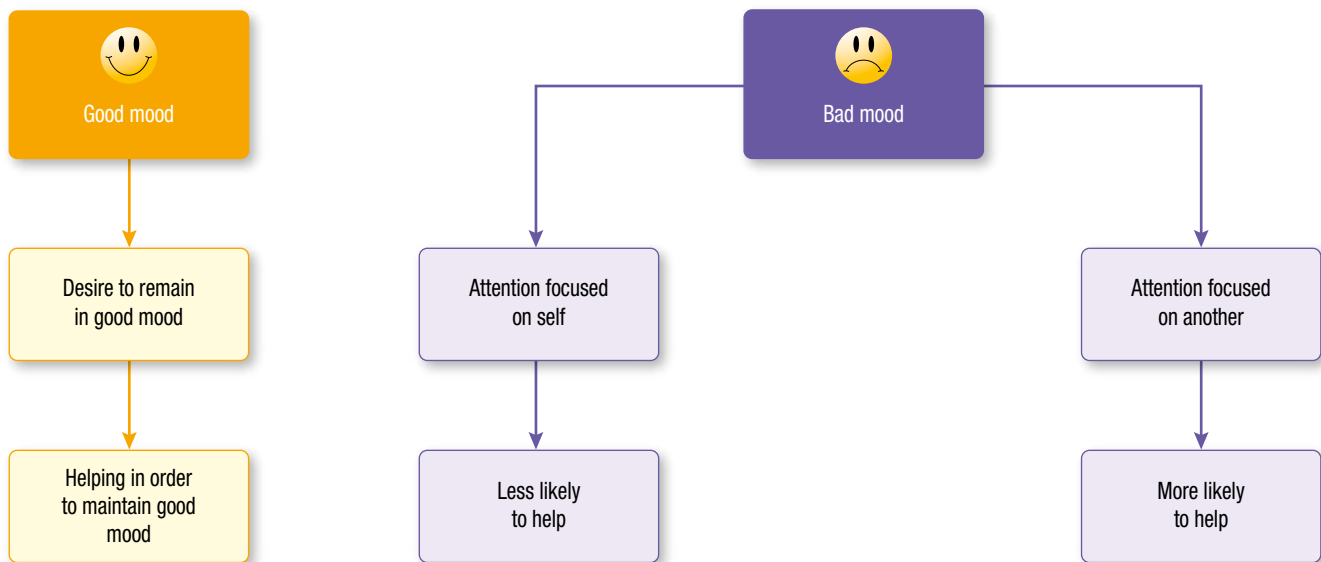 Good mood
Bad mood
Desire to remain
in good mood
Attention focused
on self
Attention focused
on another
Helping in order
to maintain good
mood
Less likely
to help
More likely
to help